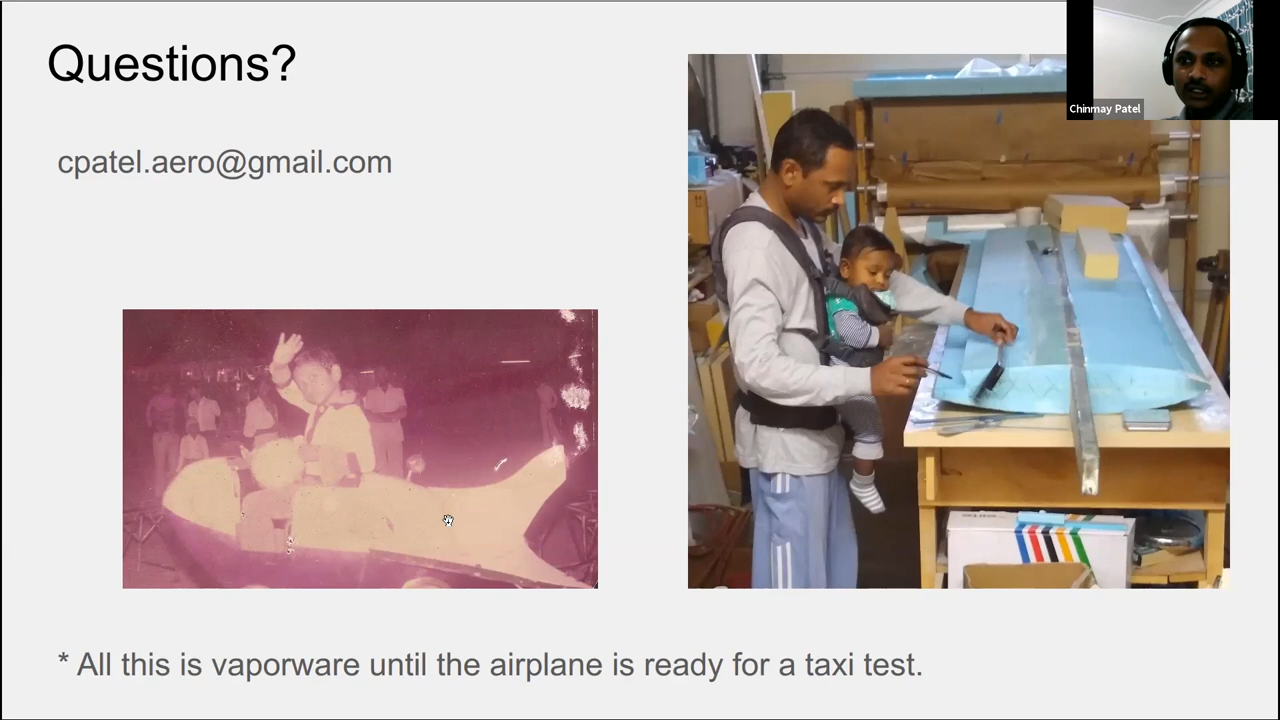 Questions?
Chinmay Patel
cpatel.aero@gmail.com
* All this is vaporware until the airplane is ready for a taxi test.